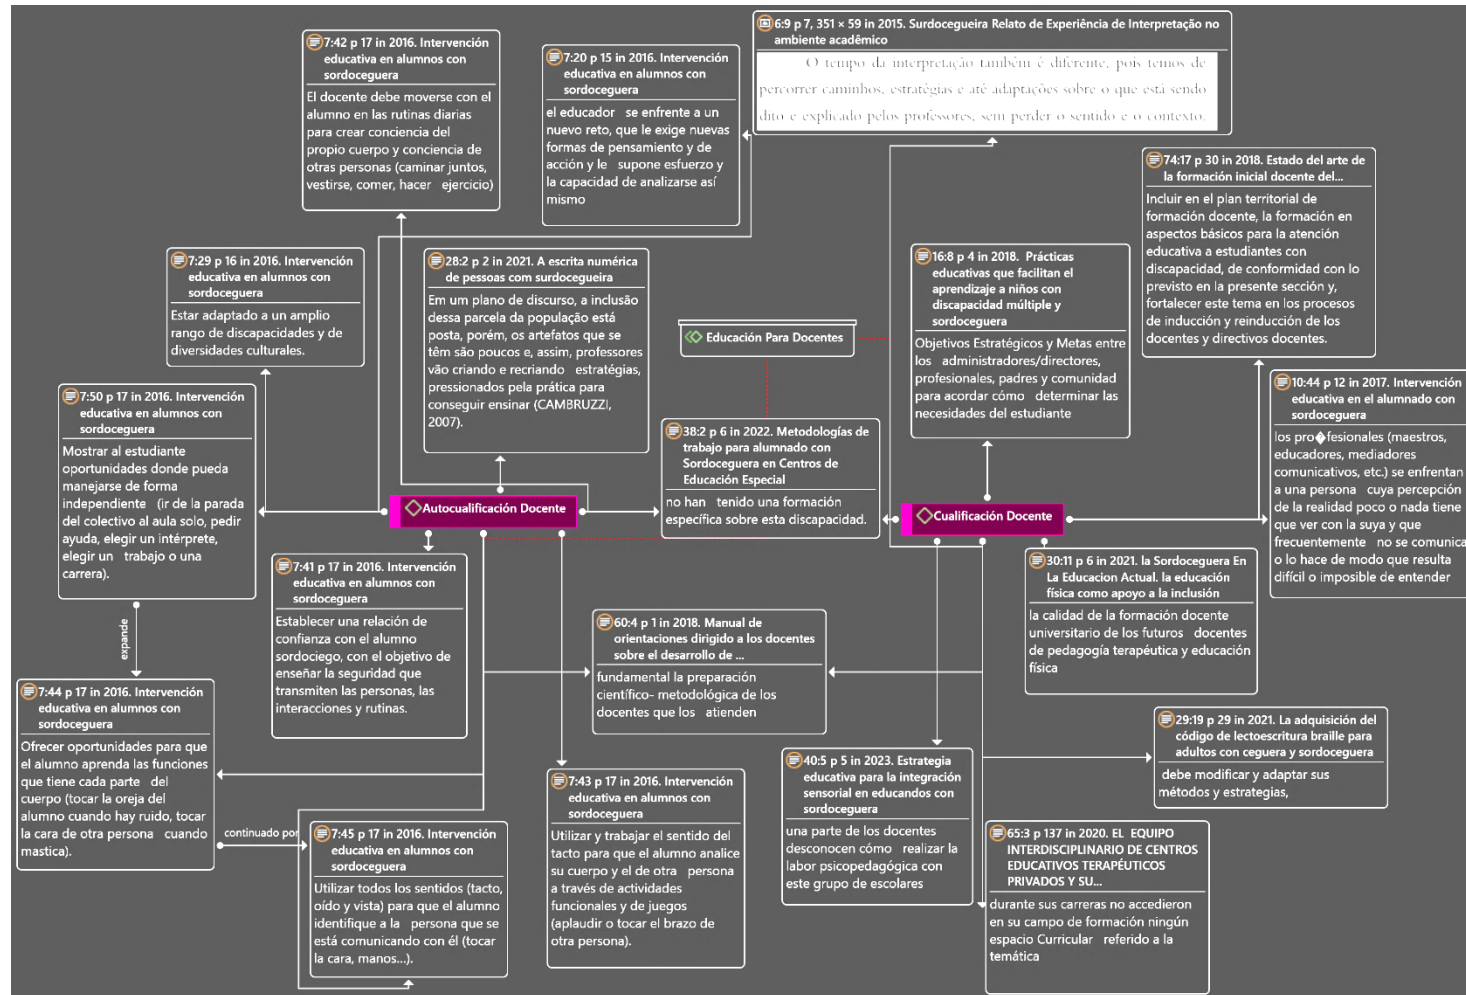 7:42 p 17 in 2016. Intervención
educativa en alumnos con
sordoceguera
El docente debe moverse con el
alumno en las rutinas diarias
para crear conciencia del
propio cuerpo y conciencia de
otras personas (caminar juntos,
vestirse, comer, hacer ejercicio)
7:20 p 15 in 2016. Intervención
educativa en alumnos con
sordoceguera
el educador se enfrente a un
nuevo reto, que le exige nuevas
formas de pensamiento y de
acción y le supone esfuerzo y
la capacidad de analizarse así
mismo
6:9 p 7, 351 × 59 in 2015. Surdocegueira Relato de Experiência de Interpretação no
ambiente acadêmico
O tempo da interpretação também é diferente, pois temos de
percorrer caminhos, estratégias e até adaptações sobre o que está sendo
dito e explicado pelos professores, sem perder o sentido e o contexto.
74:17 p 30 in 2018. Estado del arte de
la formación inicial docente del...
Incluir en el plan territorial de
formación docente, la formación en
aspectos básicos para la atención
educativa a estudiantes con
discapacidad, de conformidad con lo
previsto en la presente sección y,
fortalecer este tema en los procesos
de inducción y reinducción de los
docentes y directivos docentes.
7:29 p 16 in 2016. Intervención
educativa en alumnos con
sordoceguera
Estar adaptado a un amplio
rango de discapacidades y de
diversidades culturales.
28:2 p 2 in 2021. A escrita numérica
de pessoas com surdocegueira
Em um plano de discurso, a inclusão
dessa parcela da população está
posta, porém, os artefatos que se
têm são poucos e, assim, professores
vão criando e recriando estratégias,
pressionados pela prática para
conseguir ensinar (CAMBRUZZI,
2007).
Educación Para Docentes
16:8 p 4 in 2018. Prácticas
educativas que facilitan el
aprendizaje a niños con
discapacidad múltiple y
sordoceguera
Objetivos Estratégicos y Metas entre
los administradores/directores,
profesionales, padres y comunidad
para acordar cómo determinar las
necesidades del estudiante
7:50 p 17 in 2016. Intervención
educativa en alumnos con
sordoceguera
Mostrar al estudiante
oportunidades donde pueda
manejarse de forma
independiente (ir de la parada
del colectivo al aula solo, pedir
ayuda, elegir un intérprete,
elegir un trabajo o una
carrera).
10:44 p 12 in 2017. Intervención
educativa en el alumnado con
sordoceguera
los pro�fesionales (maestros,
educadores, mediadores
comunicativos, etc.) se enfrentan
a una persona cuya percepción
de la realidad poco o nada tiene
que ver con la suya y que
frecuentemente no se comunica
o lo hace de modo que resulta
difícil o imposible de entender
38:2 p 6 in 2022. Metodologías de
trabajo para alumnado con
Sordoceguera en Centros de
Educación Especial
no han tenido una formación
específica sobre esta discapacidad.
Autocualificación Docente
Cualificación Docente
7:41 p 17 in 2016. Intervención
educativa en alumnos con
sordoceguera
Establecer una relación de
confianza con el alumno
sordociego, con el objetivo de
enseñar la seguridad que
transmiten las personas, las
interacciones y rutinas.
30:11 p 6 in 2021. la Sordoceguera En
La Educacion Actual. la educación
física como apoyo a la inclusión
la calidad de la formación docente
universitario de los futuros docentes
de pedagogía terapéutica y educación
física
expande
60:4 p 1 in 2018. Manual de
orientaciones dirigido a los docentes
sobre el desarrollo de ...
fundamental la preparación
científico- metodológica de los
docentes que los atienden
7:44 p 17 in 2016. Intervención
educativa en alumnos con
sordoceguera
Ofrecer oportunidades para que
el alumno aprenda las funciones
que tiene cada parte del
cuerpo (tocar la oreja del
alumno cuando hay ruido, tocar
la cara de otra persona cuando
mastica).
continuado por
29:19 p 29 in 2021. La adquisición del
código de lectoescritura braille para
adultos con ceguera y sordoceguera
debe modificar y adaptar sus
métodos y estrategias,
40:5 p 5 in 2023. Estrategia
educativa para la integración
sensorial en educandos con
sordoceguera
una parte de los docentes
desconocen cómo realizar la
labor psicopedagógica con
este grupo de escolares
7:43 p 17 in 2016. Intervención
educativa en alumnos con
sordoceguera
Utilizar y trabajar el sentido del
tacto para que el alumno analice
su cuerpo y el de otra persona
a través de actividades
funcionales y de juegos
(aplaudir o tocar el brazo de
otra persona).
7:45 p 17 in 2016. Intervención
educativa en alumnos con
sordoceguera
Utilizar todos los sentidos (tacto,
oído y vista) para que el alumno
identifique a la persona que se
está comunicando con él (tocar
la cara, manos...).
65:3 p 137 in 2020. EL EQUIPO
INTERDISCIPLINARIO DE CENTROS
EDUCATIVOS TERAPÉUTICOS
PRIVADOS Y SU...
durante sus carreras no accedieron
en su campo de formación ningún
espacio Curricular referido a la
temática